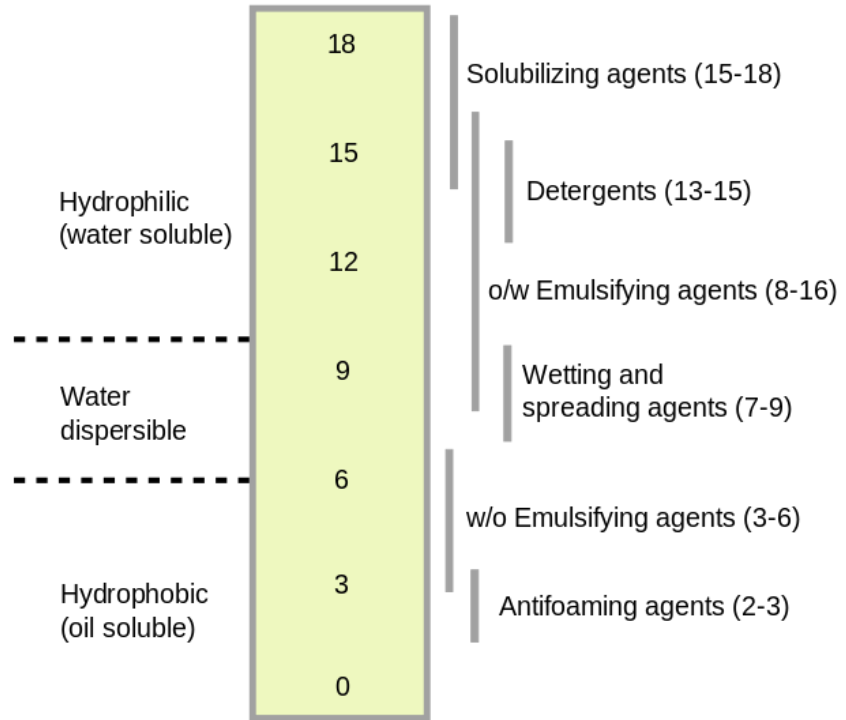 18
Solubilizing agents (15-18)
15
Hydrophilic
(water soluble)
Detergents (13-15)
12
o/w Emulsifying agents (8-16)
9
Wetting and
spreading agents (7-9)
Water
dispersible
6
w/o Emulsifying agents (3-6)
3
Hydrophobic
(oil soluble)
Antifoaming agents (2-3)
0